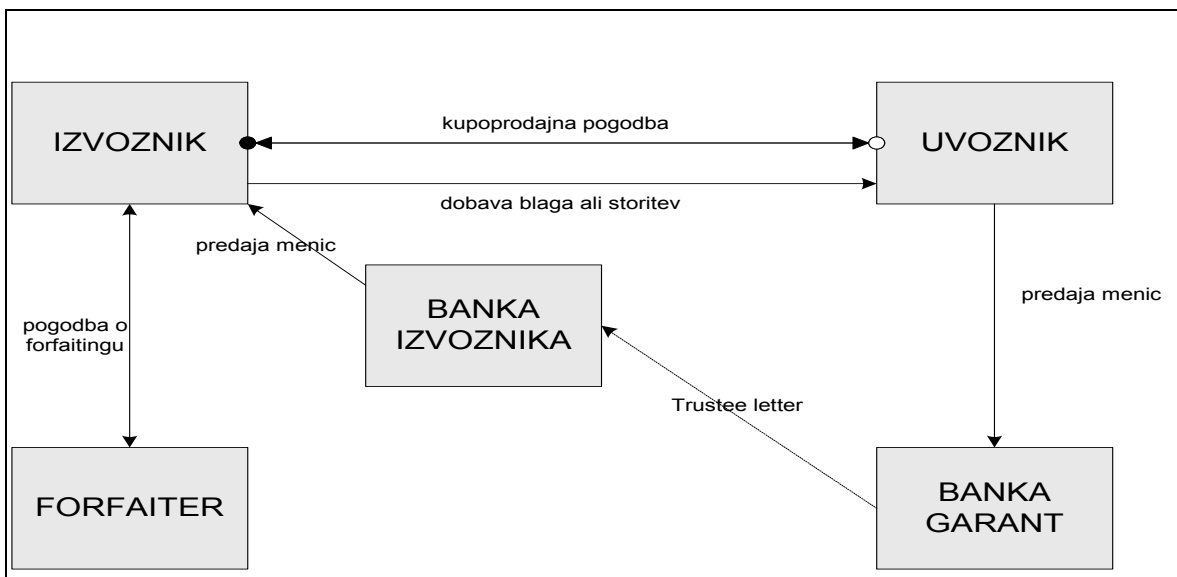 kupoprodajna pogodba
IZVOZNIK
UVOZNIK
dobava blaga ali storitev
predaja menic
BANKA
IZVOZNIKA
predaja menic
pogodba o
forfaitingu
Trustee letter
FORFAITER
BANKA
GARANT